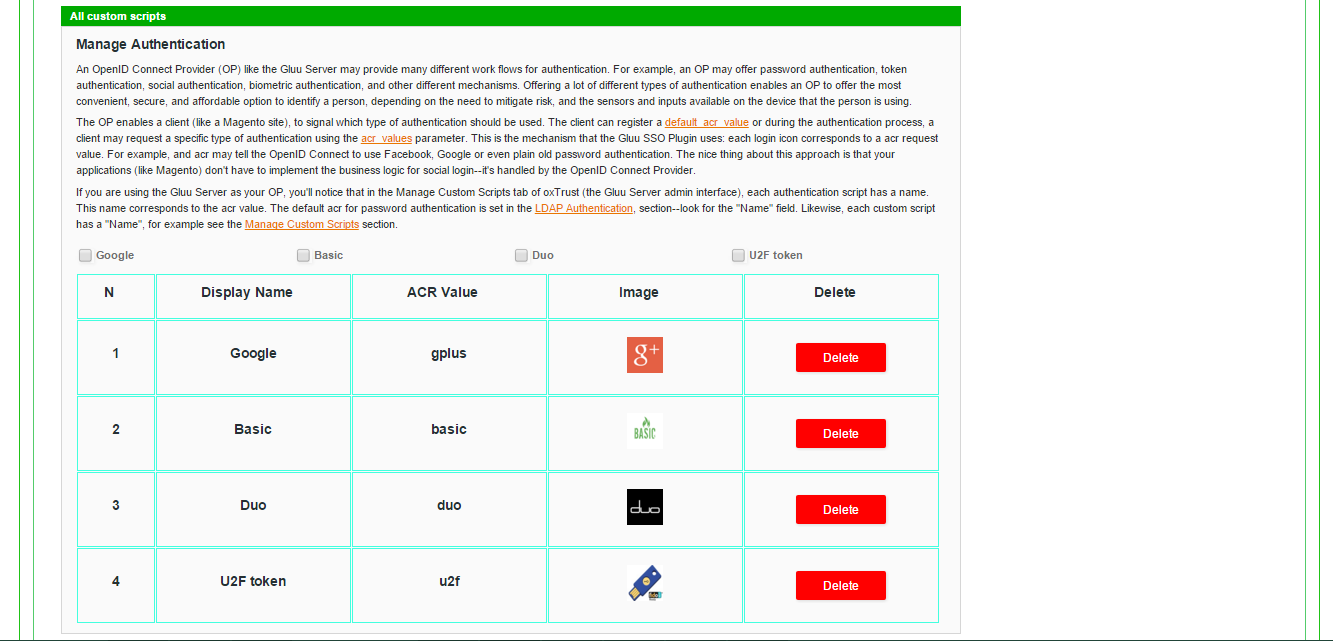 All custom scripts
Manage Authentication
An OpenID Connect Provider (OP) like the Gluu Server may provide many different work flows for authentication. For example, an OP may offer password authentication, token
authentication, social authentication, biometric authentication, and other different mechanisms. Offering a lot of different types of authentication enables an OP to offer the most
convenient, secure, and affordable option to identify a person, depending on the need to mitigate risk, and the sensors and inputs available on the device that the person is using.
The OP enables a client (like a Magento site), to signal which type of authentication should be used. The client can register a default_acr_value or during the authentication process, a
client may request a specific type of authentication using the acr_values parameter. This is the mechanism that the Gluu SSO Plugin uses: each login icon corresponds to a acr request
value. For example, and acr may tell the OpenID Connect to use Facebook, Google or even plain old password authentication. The nice thing about this approach is that your
applications (like Magento) don't have to implement the business logic for social login--it's handled by the OpenID Connect Provider.
If you are using the Gluu Server as your OP, you'll notice that in the Manage Custom Scripts tab of oxTrust (the Gluu Server admin interface), each authentication script has a name.
This name corresponds to the acr value. The default acr for password authentication is set in the LDAP Authentication, section--look for the "Name" field. Likewise, each custom script
has a "Name", for example see the Manage Custom Scripts section.
Google Basic Duo U2F token
N Display Name ACR Value Image Delete
1 Google gplus g+ Delete
2 Basic basic BASIC Delete
3 Duo duo duo Delete
4 U2F token u2f Delete